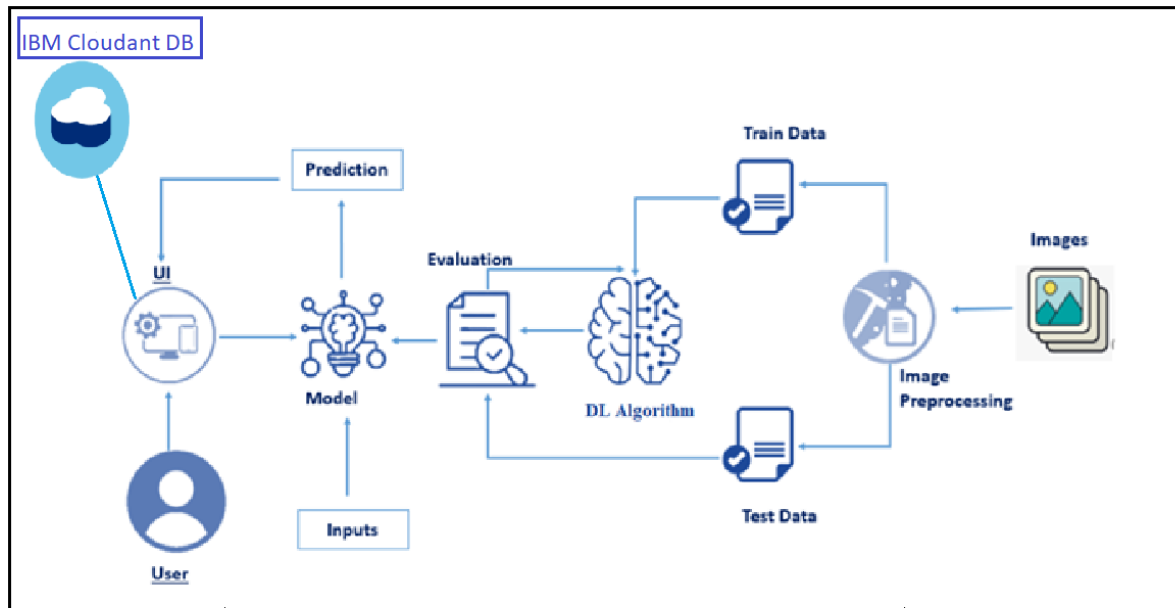 IBM Cloudant DB
Train Data
Prediction
Images
Evaluation
UI
Model
DL Algorithm
Image
Preprocessing
Inputs
Test Data
User